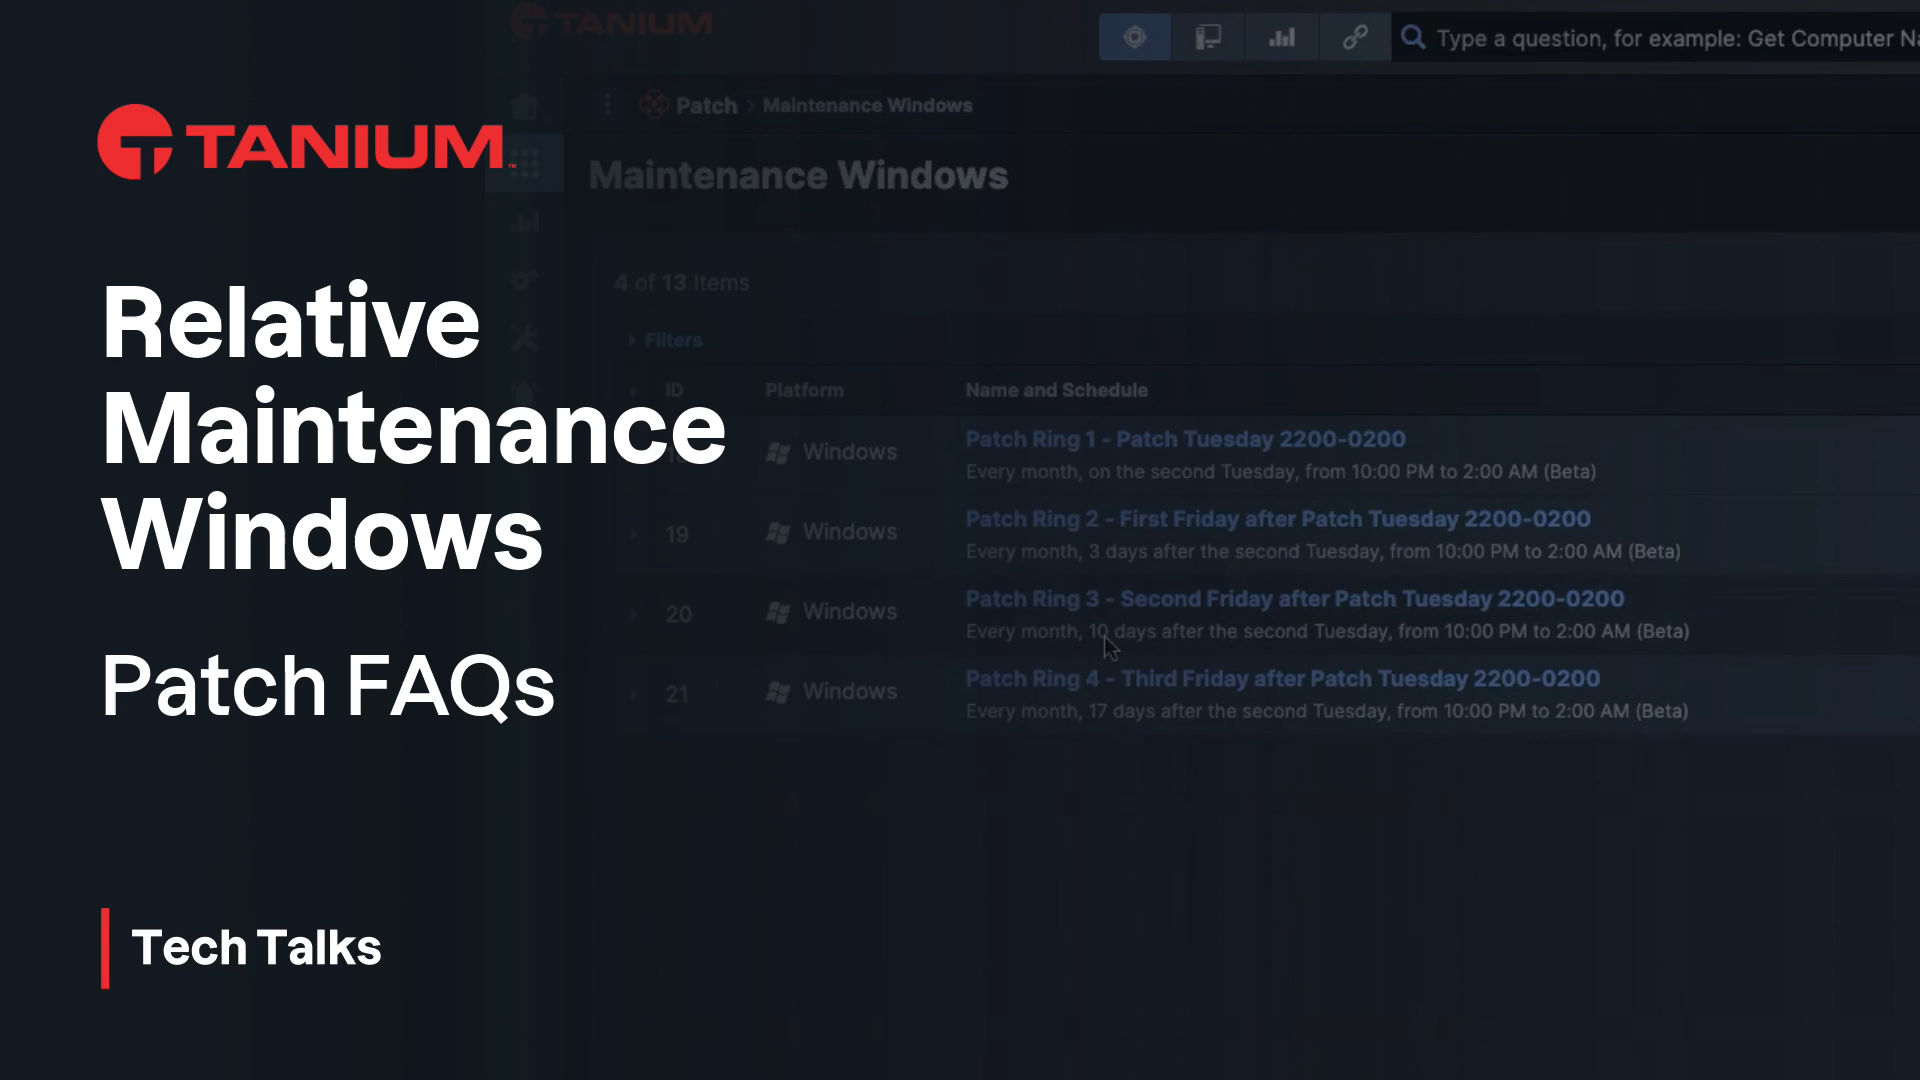 TANIUM
Type a question, for example: Get Computer Na
Patch > Maintenance Windows
Maintenance Windows
4 of 13 Items
Filters
ID Platform Name and Schedule
Windows Patch Ring 1 - Patch Tuesday 2200-0200
Every month, on the second Tuesday, from 10:00 PM to 2:00 AM (Beta)
19 Windows Patch Ring 2 - First Friday after Patch Tuesday 2200-0200
Every month, 3 days after the second Tuesday, from 10:00 PM to 2:00 AM (Beta)
20 Windows Patch Ring 3 - Second Friday after Patch Tuesday 2200-0200
Every month, 10 days after the second Tuesday, from 10:00 PM to 2:00 AM (Beta)
21 Windows Patch Ring 4 - Third Friday after Patch Tuesday 2200-0200
Every month, 17 days after the second Tuesday, from 10:00 PM to 2:00 AM (Beta)
TANIUM™
Relative
Maintenance
Windows
Patch FAQs
Tech Talks